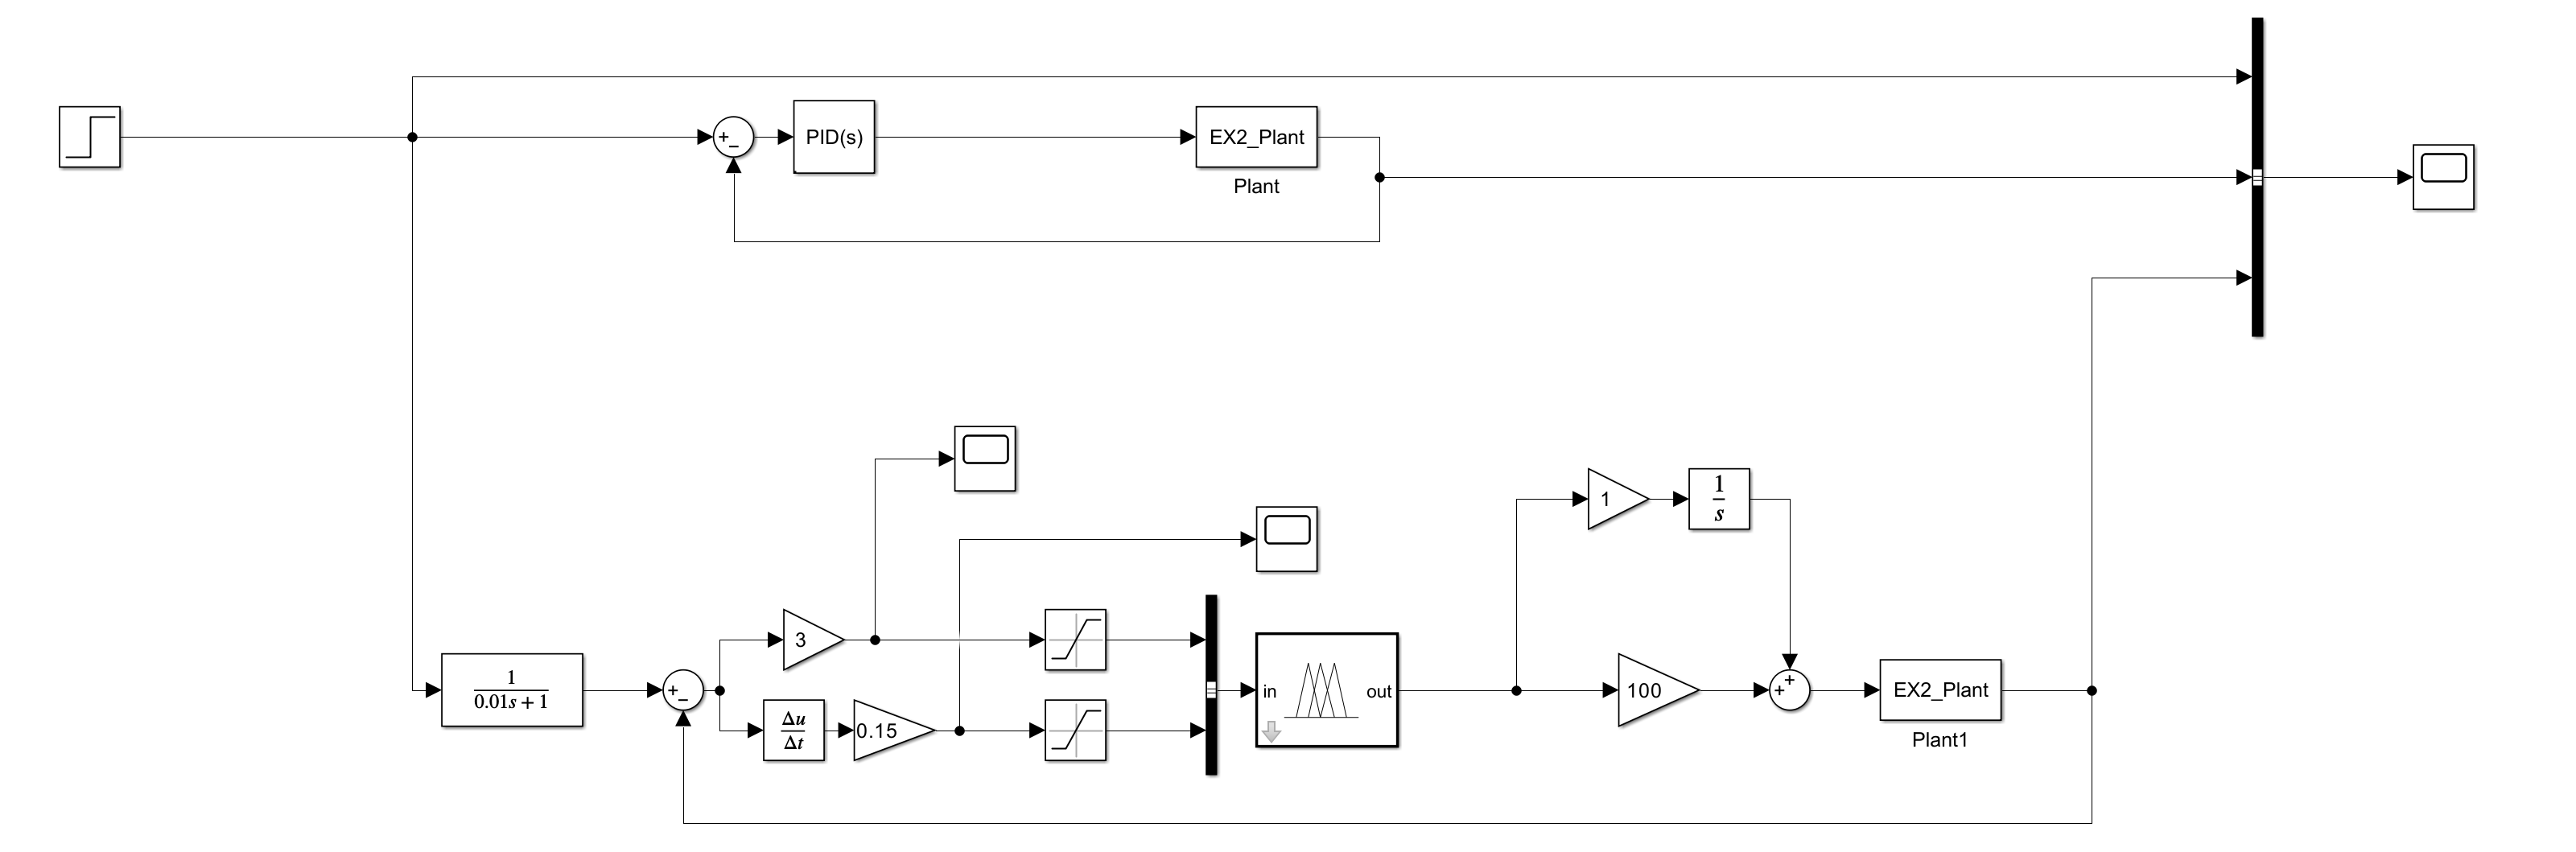 +
−
PID(s)
EX2_Plant
Plant
1
s
1
3
1
0.01s + 1
+
−
Δu
Δt
0.15
in
out
100
+
+
EX2_Plant
Plant1